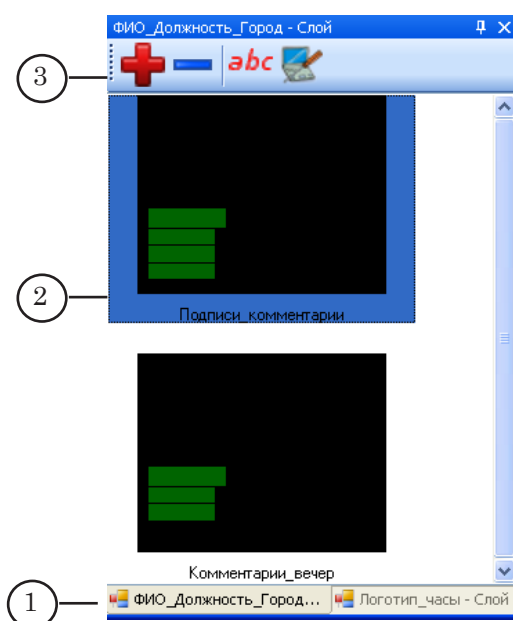 ФИО_Должность_Город - Слой
3
abc
2
Подписи_комментарии
Комментарии_вечер
1
ФИО_Должность_Город... Логотип_часы - Слой